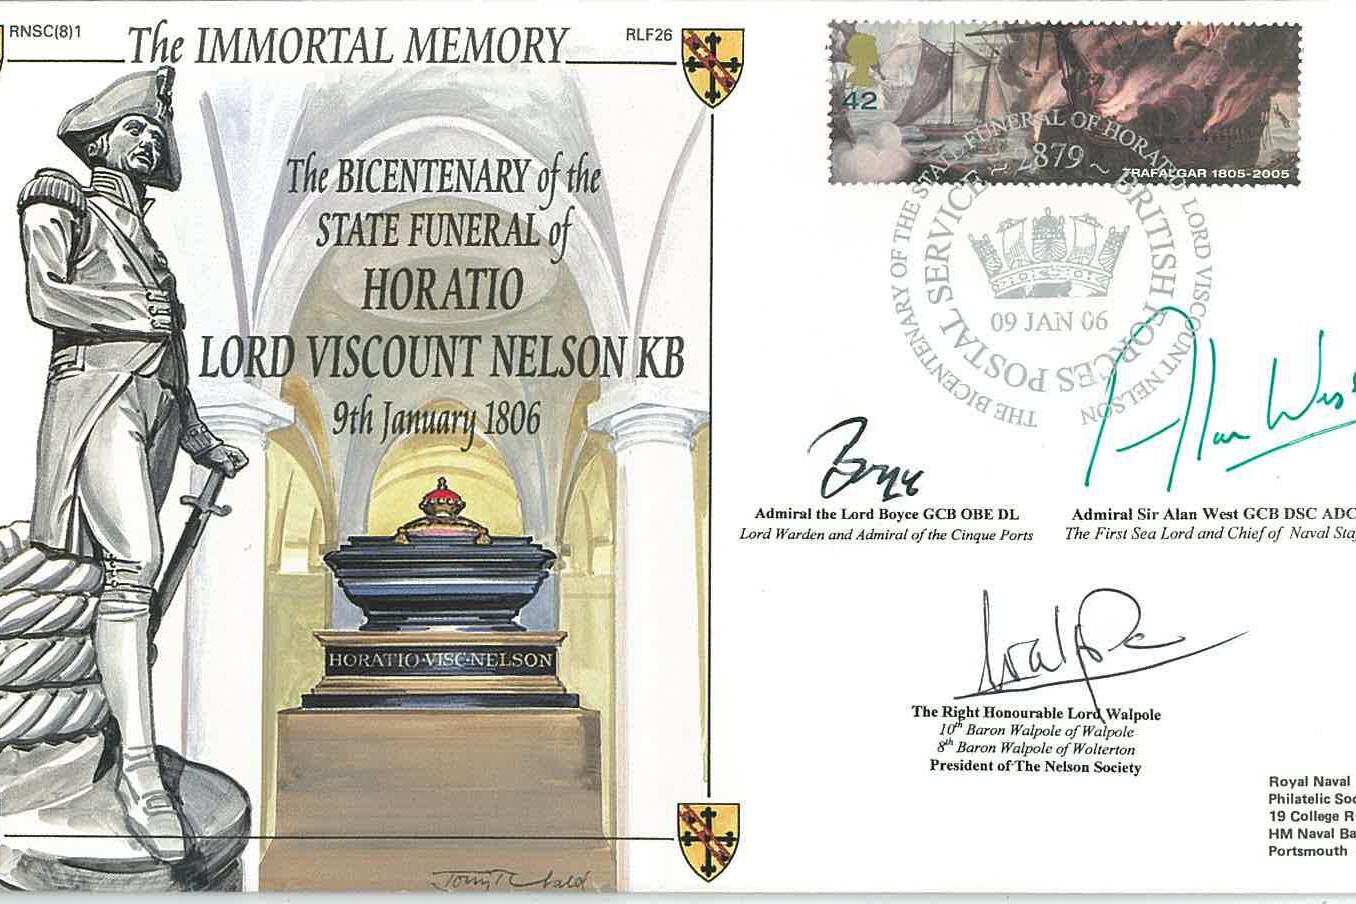 RNSC(8)1
The IMMORTAL MEMORY
RLF26
The BICENTENARY of the
STATE FUNERAL of
HORATIO
LORD VISCOUNT NELSON KB
9th January 1806
HORATIO·VISC·NELSON
42
TRAFALGAR 1805-2005
THE BICENTENARY OF THE STATE FUNERAL OF HORATIO LORD VISCOUNT NELSON
~ 2879 ~
BRITISH FORCES POSTAL SERVICE
09 JAN 06
Boyce
Alan West
Admiral the Lord Boyce GCB OBE DL
Lord Warden and Admiral of the Cinque Ports
Admiral Sir Alan West GCB DSC ADC
The First Sea Lord and Chief of Naval Sta
Walpole
The Right Honourable Lord Walpole
10th Baron Walpole of Walpole
8th Baron Walpole of Wolterton
President of The Nelson Society
Royal Naval
Philatelic Soc
19 College R
HM Naval Ba
Portsmouth